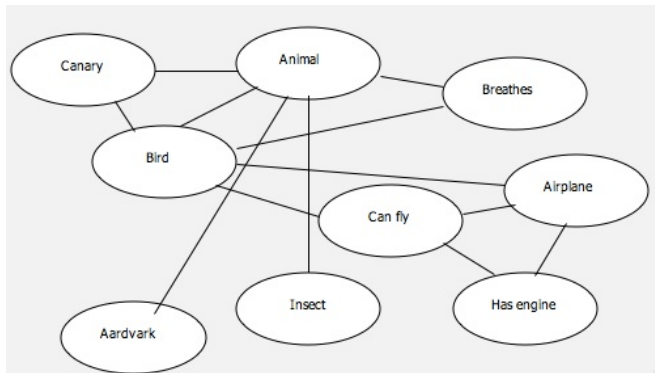 Canary
Animal
Breathes
Bird
Airplane
Can fly
Insect
Has engine
Aardvark